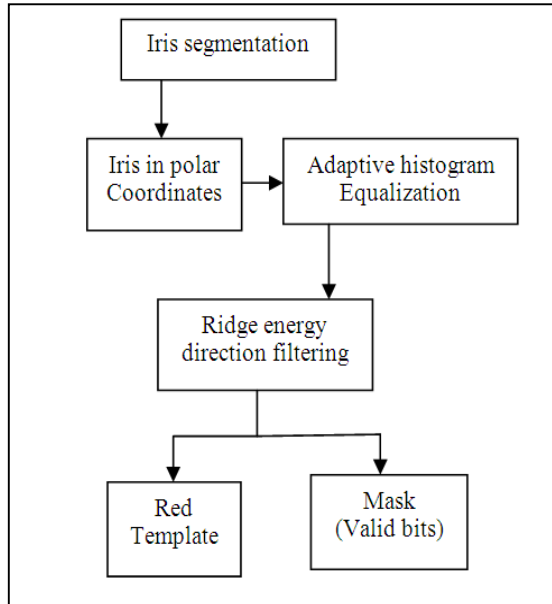 Iris segmentation
Iris in polar
Coordinates
Adaptive histogram
Equalization
Ridge energy
direction filtering
Red
Template
Mask
(Valid bits)